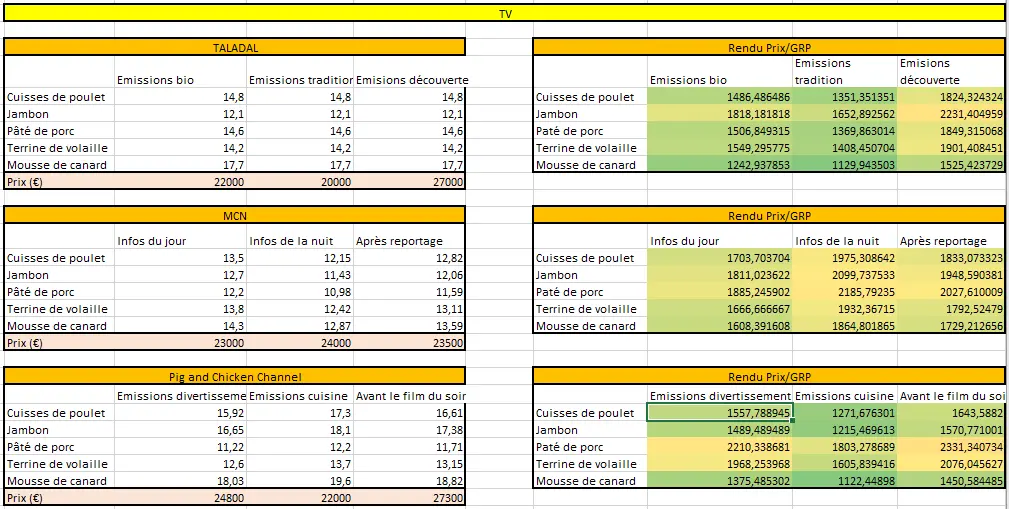 TV
TALADAL Rendu Prix/GRP
Emissions bio Emissions tradition Emisions découverte Emissions bio Emissions tradition Emisions découverte
Cuisses de poulet 14,8 14,8 14,8 Cuisses de poulet 1486,486486 1351,351351 1824,324324
Jambon 12,1 12,1 12,1 Jambon 1818,181818 1652,892562 2231,404959
Pâté de porc 14,6 14,6 14,6 Paté de porc 1506,849315 1369,863014 1849,315068
Terrine de volaille 14,2 14,2 14,2 Terrine de volaille 1549,295775 1408,450704 1901,408451
Mousse de canard 17,7 17,7 17,7 Mousse de canard 1242,937853 1129,943503 1525,423729
Prix (€) 22000 20000 27000
MCN Rendu Prix/GRP
Infos du jour Infos de la nuit Après reportage Infos du jour Infos de la nuit Après reportage
Cuisses de poulet 13,5 12,15 12,82 Cuisses de poulet 1703,703704 1975,308642 1833,073323
Jambon 12,7 11,43 12,06 Jambon 1811,023622 2099,737533 1948,590381
Pâté de porc 12,2 10,98 11,59 Paté de porc 1885,245902 2185,79235 2027,610009
Terrine de volaille 13,8 12,42 13,11 Terrine de volaille 1666,666667 1932,36715 1792,52479
Mousse de canard 14,3 12,87 13,59 Mousse de canard 1608,391608 1864,801865 1729,212656
Prix (€) 23000 24000 23500
Pig and Chicken Channel Rendu Prix/GRP
Emissions divertisseme Emissions cuisine Avant le film du soir Emissions divertissement Emissions cuisine Avant le film du soi
Cuisses de poulet 15,92 17,3 16,61 Cuisses de poulet 1557,788945 1271,676301 1643,5882
Jambon 16,65 18,1 17,38 Jambon 1489,489489 1215,469613 1570,771001
Pâté de porc 11,22 12,2 11,71 Paté de porc 2210,338681 1803,278689 2331,340734
Terrine de volaille 12,6 13,7 13,15 Terrine de volaille 1968,253968 1605,839416 2076,045627
Mousse de canard 18,03 19,6 18,82 Mousse de canard 1375,485302 1122,44898 1450,584485
Prix (€) 24800 22000 27300